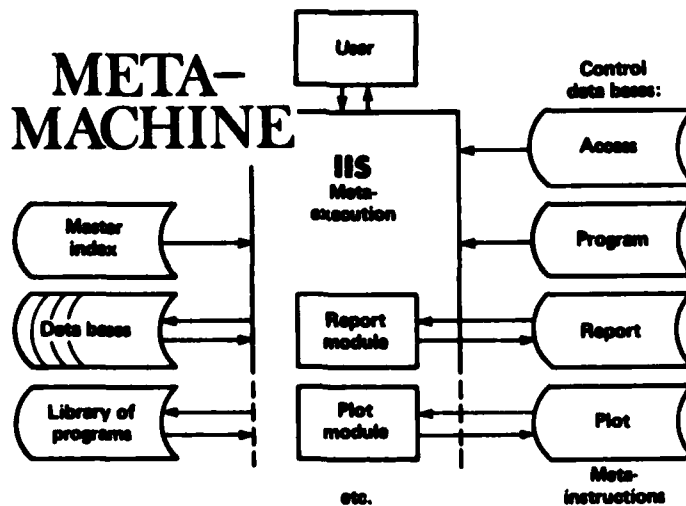 META-
MACHINE
User
Control
data bases:
IIS
Meta-
execution
Access
Master
index
Program
Data bases
Report
module
Report
Library of
programs
Plot
module
Plot
etc.
Meta-
instructions